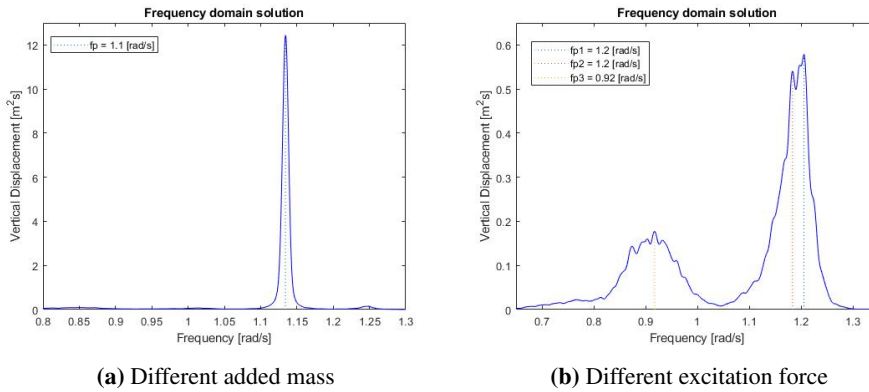 Frequency domain solution
fp = 1.1 [rad/s]
Vertical Displacement [m²s]
12
10
8
6
4
2
0
0.8 0.85 0.9 0.95 1 1.05 1.1 1.15 1.2 1.25 1.3
Frequency [rad/s]
(a) Different added mass
Frequency domain solution
fp1 = 1.2 [rad/s]
fp2 = 1.2 [rad/s]
fp3 = 0.92 [rad/s]
Vertical Displacement [m²s]
0.6
0.5
0.4
0.3
0.2
0.1
0
0.7 0.8 0.9 1 1.1 1.2 1.3
Frequency [rad/s]
(b) Different excitation force